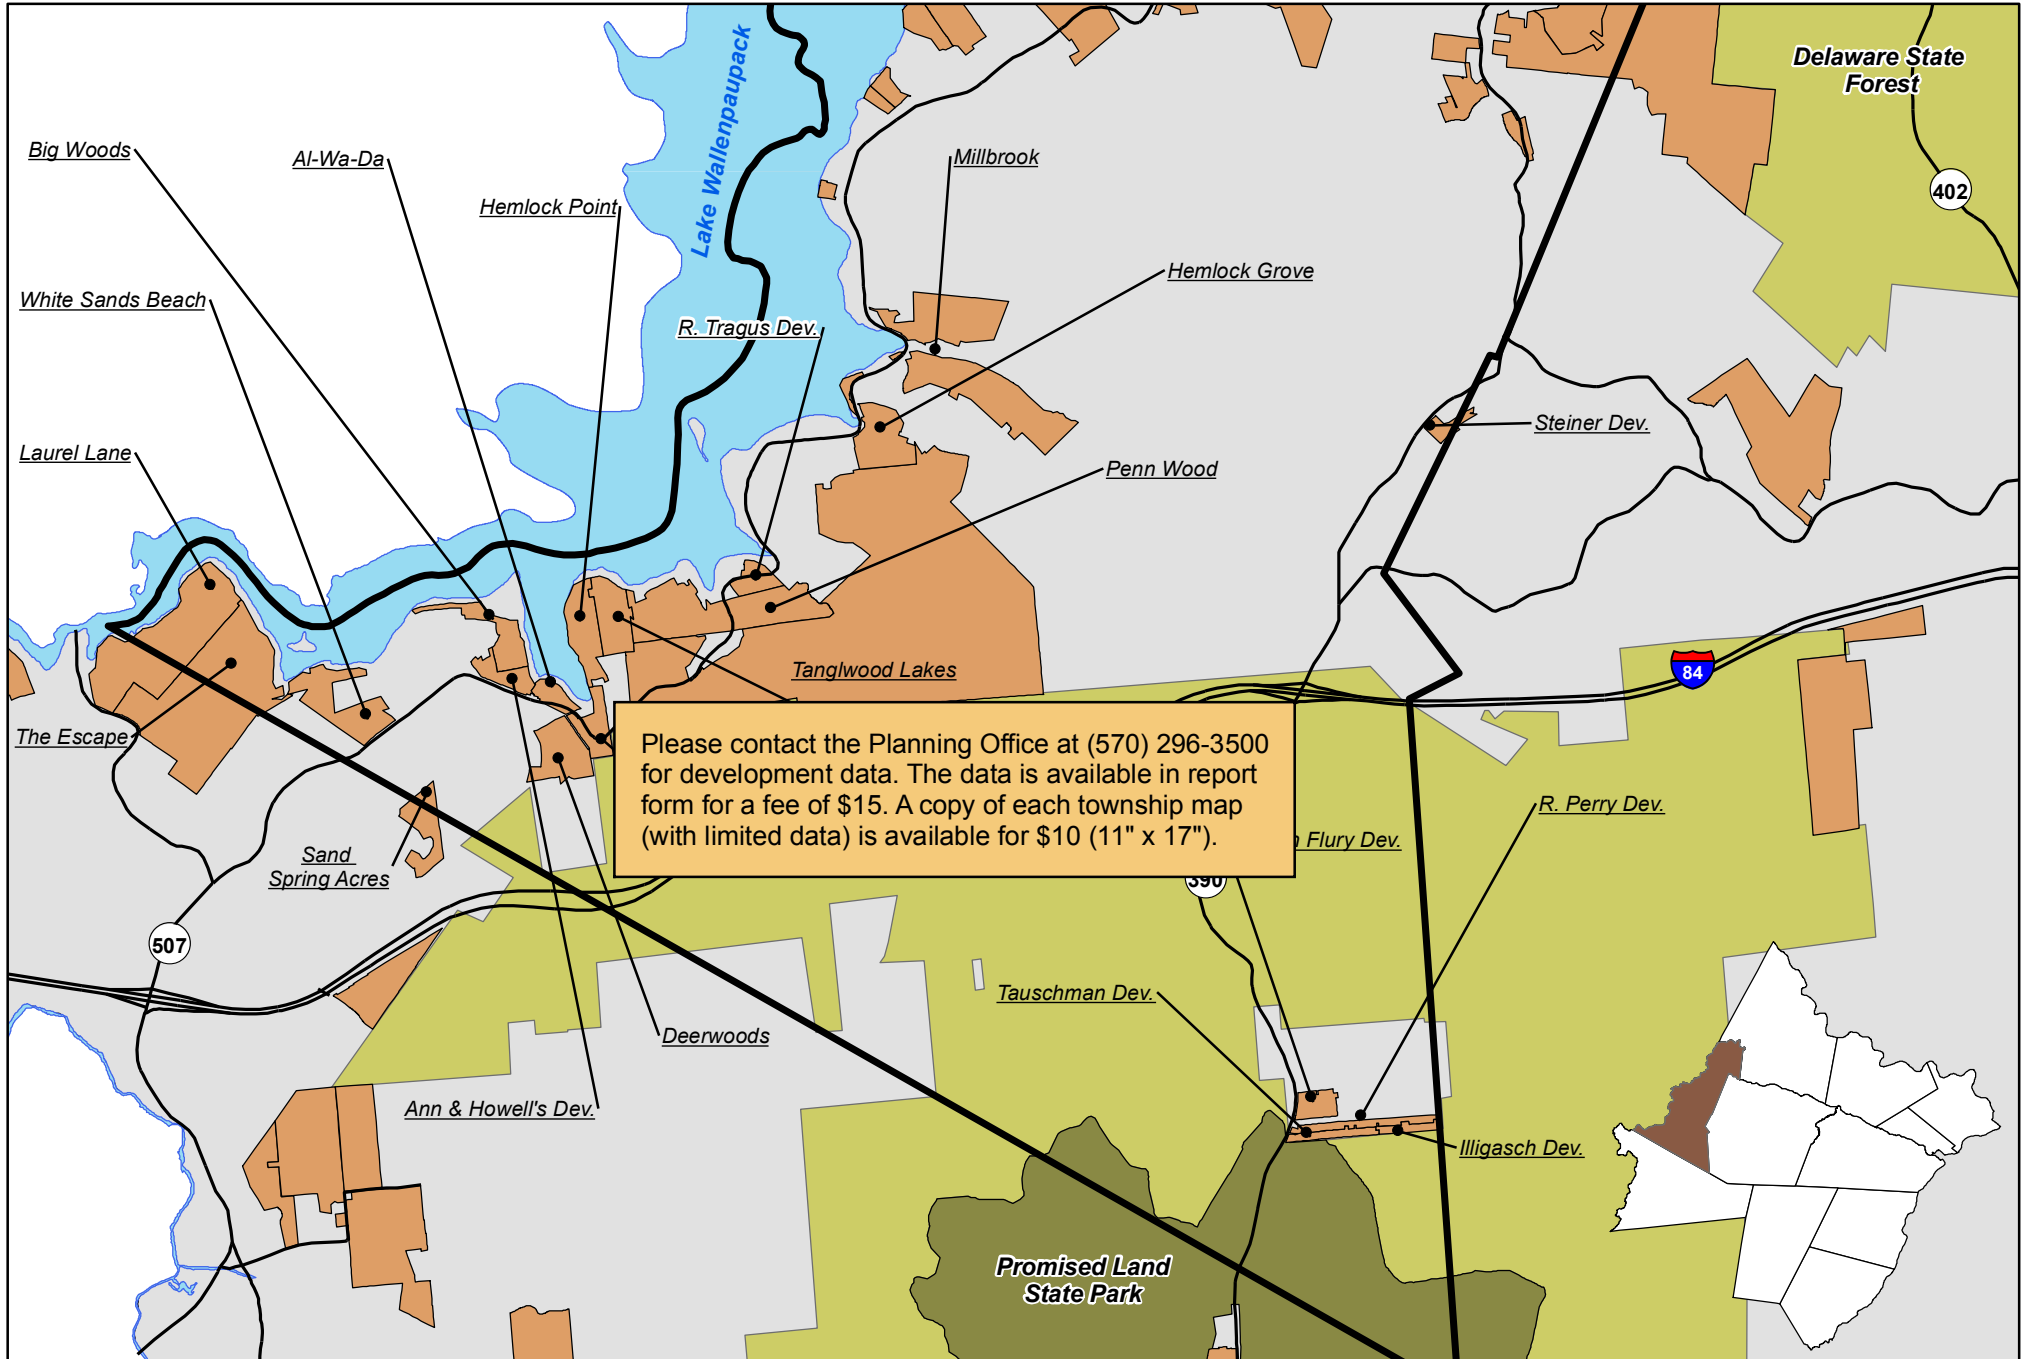 Delaware State
Forest
Lake Wallenpaupack
Big Woods
Al-Wa-Da
Millbrook
402
Hemlock Point
Hemlock Grove
White Sands Beach
R. Tragus Dev.
Steiner Dev.
Laurel Lane
Penn Wood
Tanglwood Lakes
84
The Escape
Please contact the Planning Office at (570) 296-3500
for development data. The data is available in report
form for a fee of $15. A copy of each township map
(with limited data) is available for $10 (11" x 17").
R. Perry Dev.
Flury Dev.
Sand
Spring Acres
390
507
Tauschman Dev.
Deerwoods
Ann & Howell's Dev.
Illigasch Dev.
Promised Land
State Park